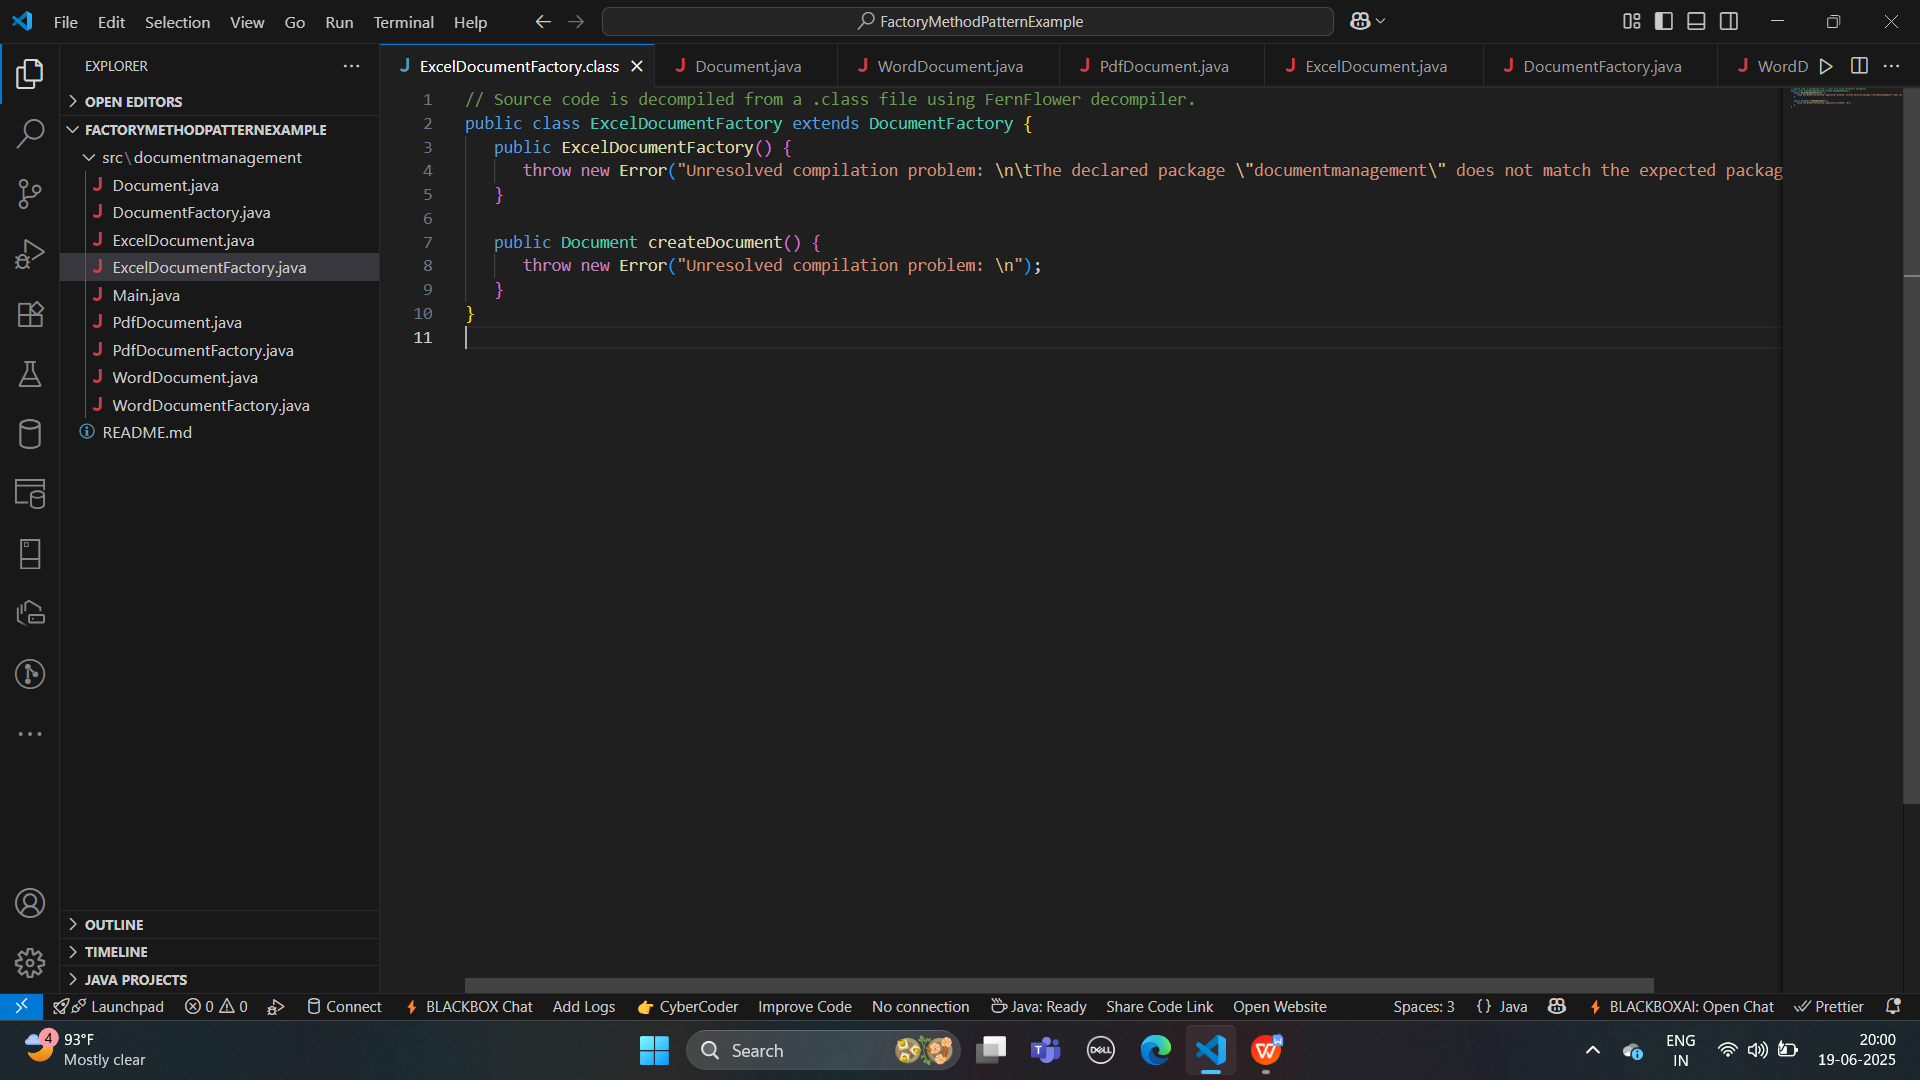 File Edit Selection View Go Run Terminal Help
FactoryMethodPatternExample
EXPLORER
OPEN EDITORS
FACTORYMETHODPATTERNEXAMPLE
src\documentmanagement
J Document.java
J DocumentFactory.java
J ExcelDocument.java
J ExcelDocumentFactory.java
J Main.java
J PdfDocument.java
J PdfDocumentFactory.java
J WordDocument.java
J WordDocumentFactory.java
README.md
OUTLINE
TIMELINE
JAVA PROJECTS
J ExcelDocumentFactory.class J Document.java J WordDocument.java J PdfDocument.java J ExcelDocument.java J DocumentFactory.java J WordD
1 // Source code is decompiled from a .class file using FernFlower decompiler.
2 public class ExcelDocumentFactory extends DocumentFactory {
3 public ExcelDocumentFactory() {
4 throw new Error("Unresolved compilation problem: \n\tThe declared package \"documentmanagement\" does not match the expected packag
5 }
6
7 public Document createDocument() {
8 throw new Error("Unresolved compilation problem: \n");
9 }
10 }
11
Launchpad 0 0 Connect BLACKBOX Chat Add Logs CyberCoder Improve Code No connection Java: Ready Share Code Link Open Website Spaces: 3 {} Java BLACKBOXAI: Open Chat Prettier
4 93°F
Mostly clear
Search
T
DELL
W
ENG
IN
20:00
19-06-2025